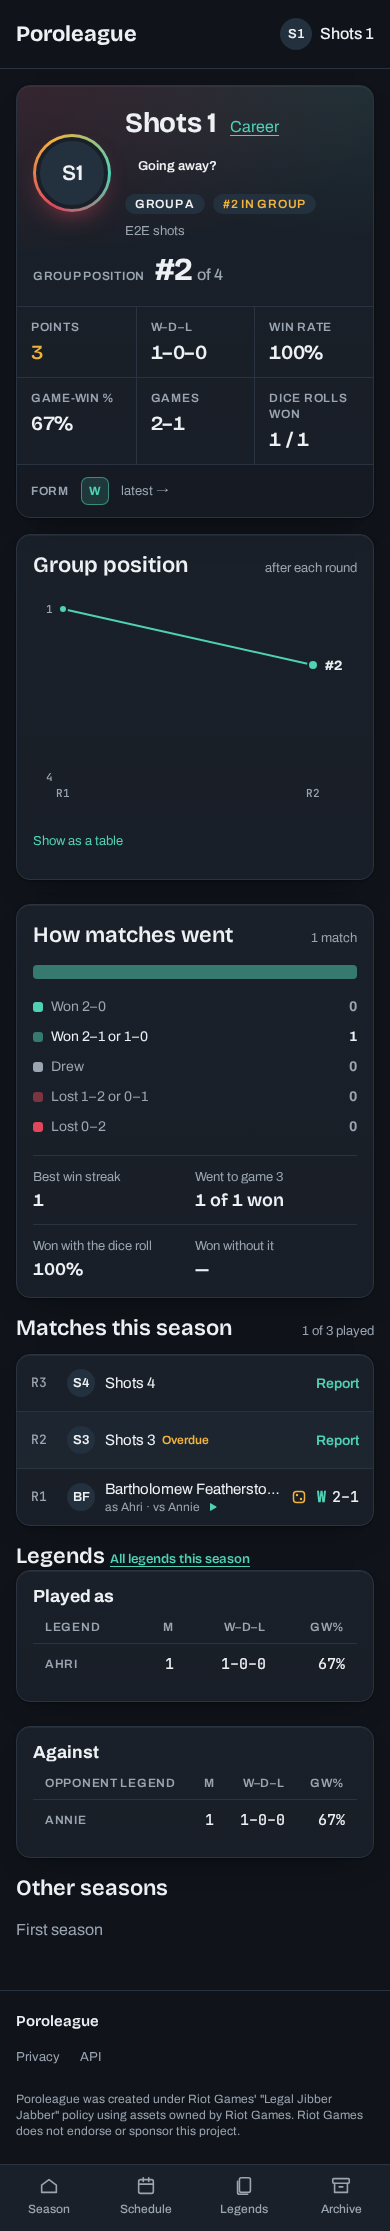 Poroleague
S1 Shots 1
S1
Shots 1 Career
Going away?
GROUP A #2 IN GROUP
E2E shots
GROUP POSITION #2 of 4
POINTS W–D–L WIN RATE
3 1–0–0 100%
GAME-WIN % GAMES DICE ROLLS WON
67% 2–1 1 / 1
FORM W latest →
Group position after each round
1
#2
4
R1 R2
Show as a table
How matches went 1 match
Won 2–0 0
Won 2–1 or 1–0 1
Drew 0
Lost 1–2 or 0–1 0
Lost 0–2 0
Best win streak Went to game 3
1 1 of 1 won
Won with the dice roll Won without it
100% —
Matches this season 1 of 3 played
R3 S4 Shots 4 Report
R2 S3 Shots 3 Overdue Report
R1 BF Bartholomew Feathersto… W 2–1
as Ahri · vs Annie
Legends All legends this season
Played as
LEGEND M W–D–L GW%
AHRI 1 1–0–0 67%
Against
OPPONENT LEGEND M W–D–L GW%
ANNIE 1 1–0–0 67%
Other seasons
First season
Poroleague
Privacy API
Poroleague was created under Riot Games' "Legal Jibber
Jabber" policy using assets owned by Riot Games. Riot Games
does not endorse or sponsor this project.
Season Schedule Legends Archive